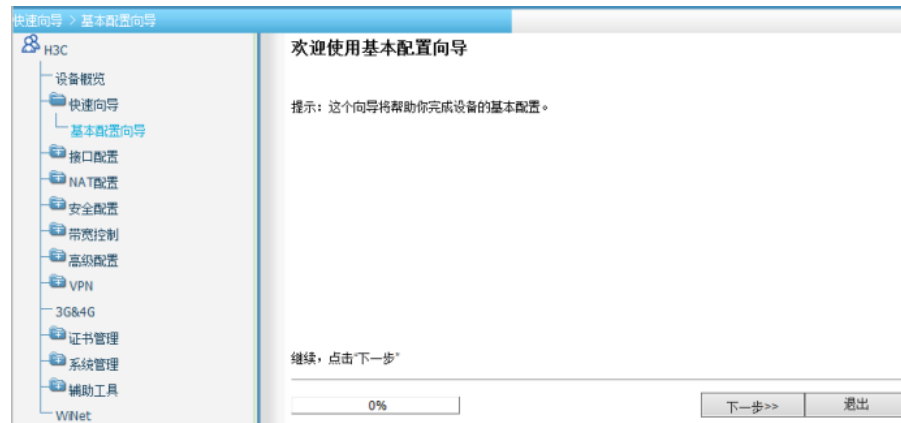 快速向导 > 基本配置向导
H3C
设备概览
快速向导
基本配置向导
接口配置
NAT配置
安全配置
带宽控制
高级配置
VPN
3G&4G
证书管理
系统管理
辅助工具
WiNet
欢迎使用基本配置向导
提示：这个向导将帮助你完成设备的基本配置。
继续，点击"下一步"
0%
下一步>>
退出